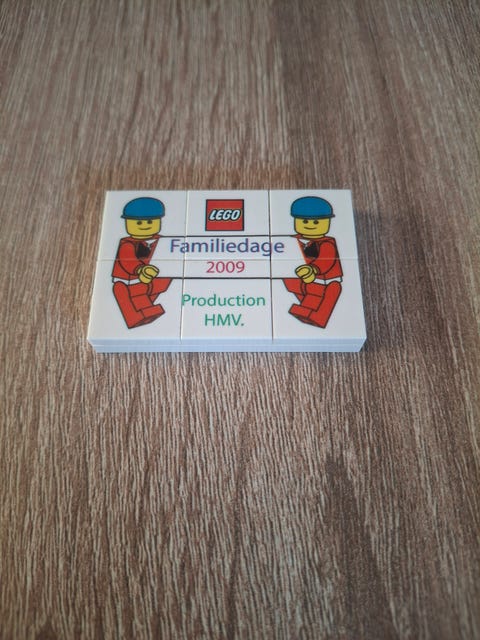 LEGO
Familiedage
2009
Production
HMV.